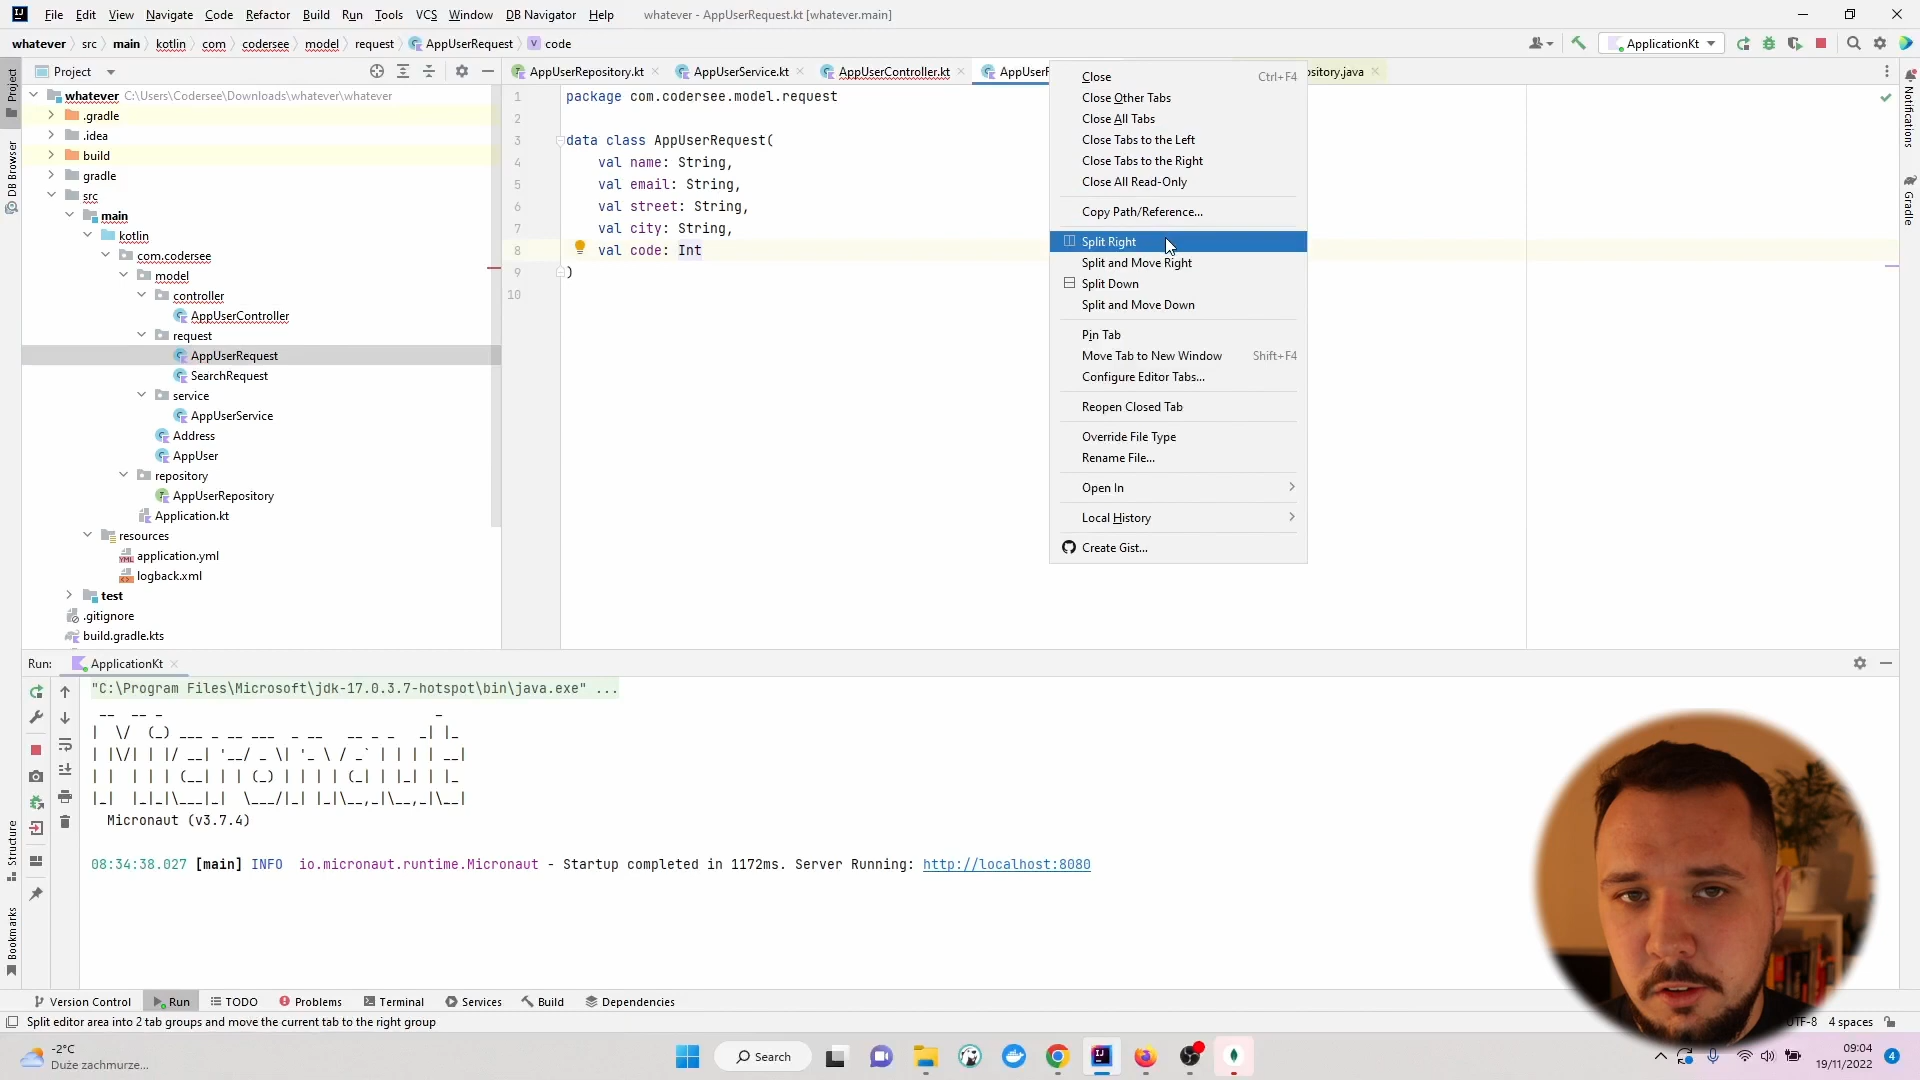 File Edit View Navigate Code Refactor Build Run Tools VCS Window DB Navigator Help whatever - AppUserRequest.kt [whatever.main]
whatever src main kotlin com codersee model request AppUserRequest code ApplicationKt
Project AppUserRepository.kt AppUserService.kt AppUserController.kt AppUserF ository.java
whatever C:\Users\Codersee\Downloads\whatever\whatever
.gradle
.idea
build
gradle
src
main
kotlin
com.codersee
model
controller
AppUserController
request
AppUserRequest
SearchRequest
service
AppUserService
Address
AppUser
repository
AppUserRepository
Application.kt
resources
application.yml
logback.xml
test
.gitignore
build.gradle.kts
1 package com.codersee.model.request
2
3 data class AppUserRequest(
4 val name: String,
5 val email: String,
6 val street: String,
7 val city: String,
8 val code: Int
9 )
10
Close Ctrl+F4
Close Other Tabs
Close All Tabs
Close Tabs to the Left
Close Tabs to the Right
Close All Read-Only
Copy Path/Reference...
Split Right
Split and Move Right
Split Down
Split and Move Down
Pin Tab
Move Tab to New Window Shift+F4
Configure Editor Tabs...
Reopen Closed Tab
Override File Type
Rename File...
Open In
Local History
Create Gist...
Project
DB Browser
Structure
Bookmarks
Notifications
Gradle
Run: ApplicationKt
"C:\Program Files\Microsoft\jdk-17.0.3.7-hotspot\bin\java.exe" ...
Micronaut (v3.7.4)
08:34:38.027 [main] INFO io.micronaut.runtime.Micronaut - Startup completed in 1172ms. Server Running: http://localhost:8080
Version Control Run TODO Problems Terminal Services Build Dependencies
Split editor area into 2 tab groups and move the current tab to the right group UTF-8 4 spaces
-2°C
Duże zachmurze...
Search
09:04
19/11/2022
4